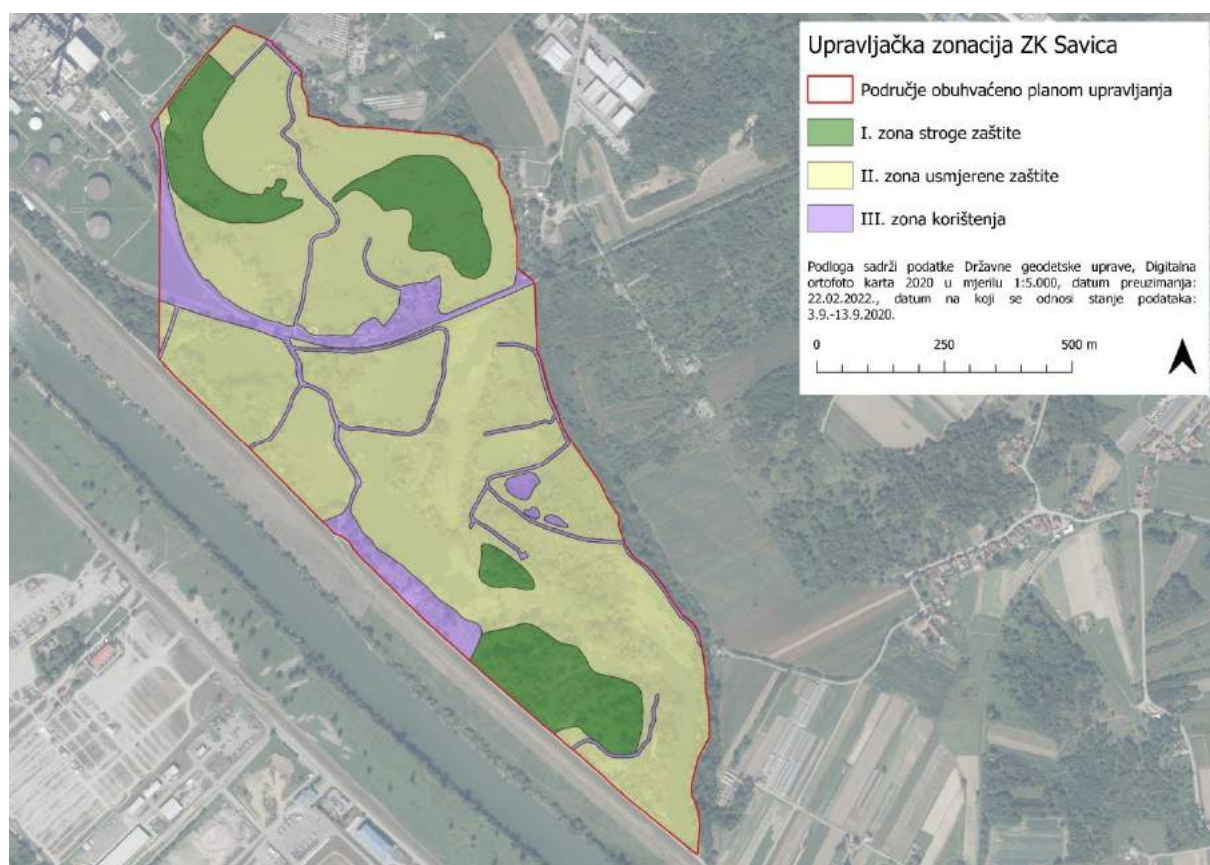 Upravljačka zonacija ZK Savica
Područje obuhvaćeno planom upravljanja
I. zona stroge zaštite
II. zona usmjerene zaštite
III. zona korištenja
Podloga sadrži podatke Državne geodetske uprave, Digitalna
ortofoto karta 2020 u mjerilu 1:5.000, datum preuzimanja:
22.02.2022., datum na koji se odnosi stanje podataka:
3.9.-13.9.2020.
0 250 500 m